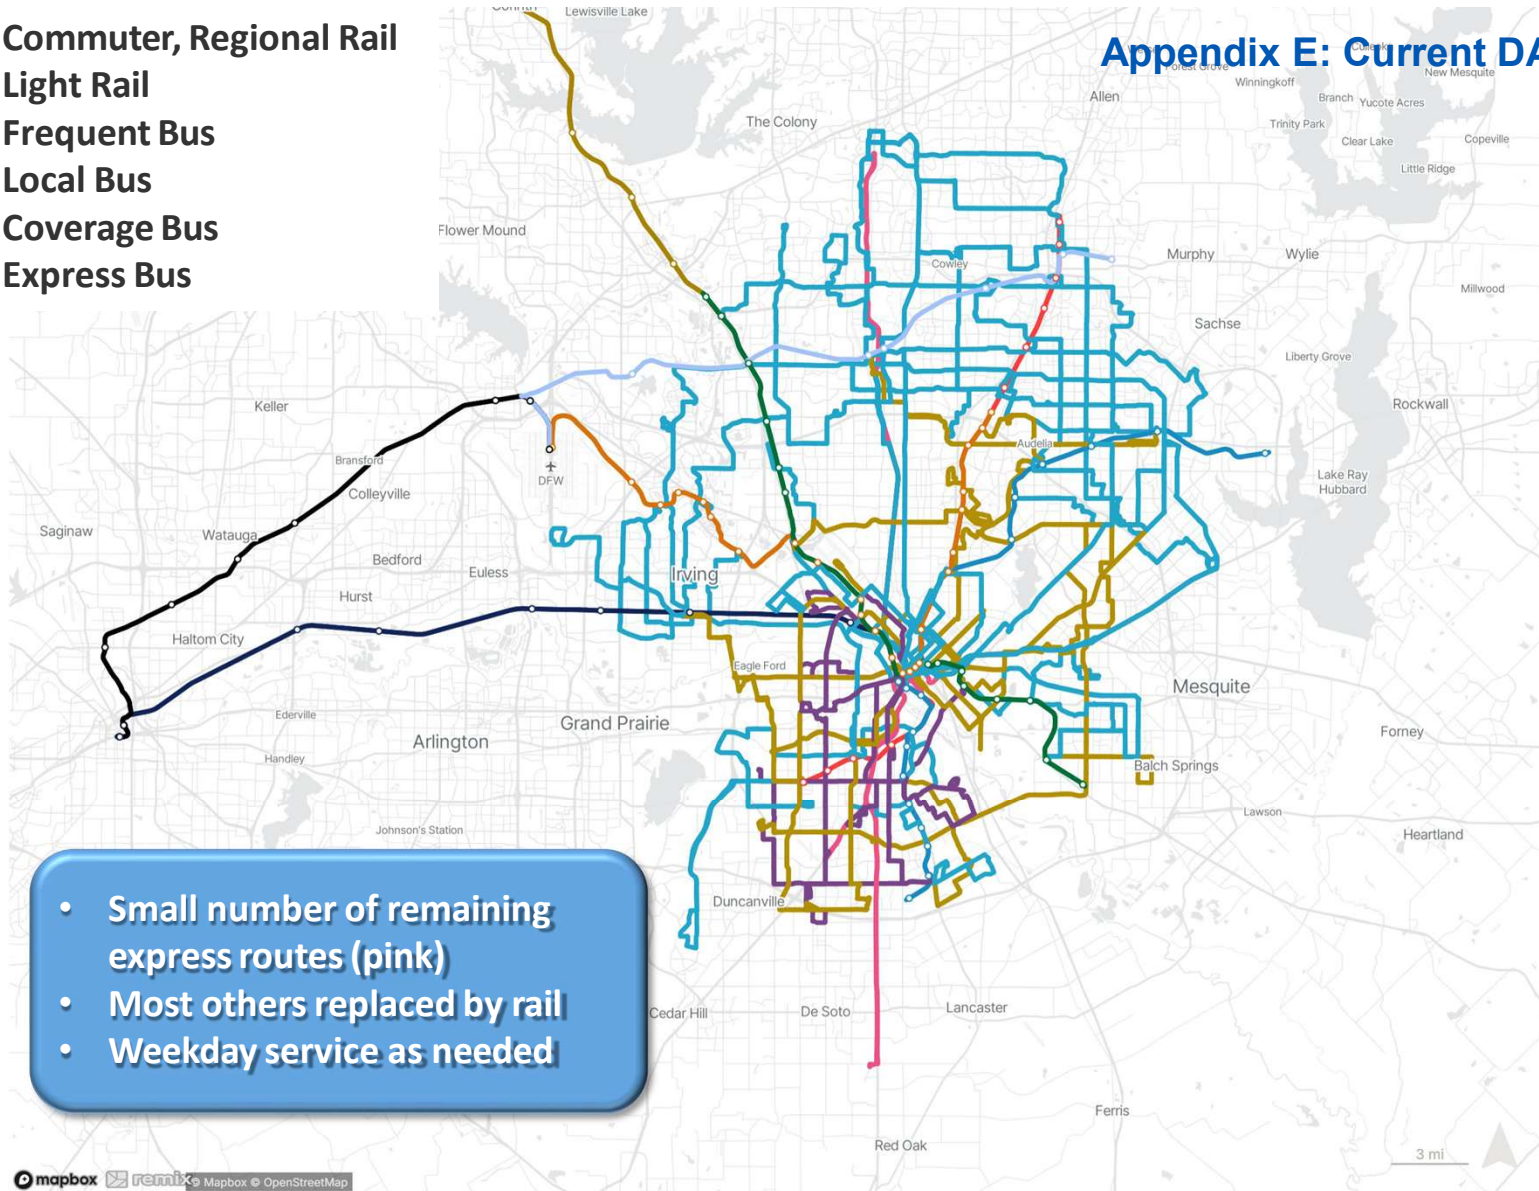 Commuter, Regional Rail
Light Rail
Frequent Bus
Local Bus
Coverage Bus
Express Bus
Appendix E: Current DA
Lewisville Lake
Forest Grove
Winningkoff
New Mesquite
Allen
Branch
Yucote Acres
The Colony
Trinity Park
Clear Lake
Copeville
Little Ridge
Flower Mound
Cowley
Murphy
Wylie
Millwood
Sachse
Liberty Grove
Keller
Rockwall
Audelia
Bransford
DFW
Colleyville
Lake Ray
Hubbard
Saginaw
Watauga
Bedford
Euless
Irving
Hurst
Halton City
Eagle Ford
Mesquite
Ederville
Grand Prairie
Arlington
Forney
Handley
Balch Springs
Lawson
Johnson's Station
Heartland
Duncanville
• Small number of remaining
express routes (pink)
• Most others replaced by rail
• Weekday service as needed
Cedar Hill
De Soto
Lancaster
Ferris
Red Oak
3 mi
mapbox
remix
© Mapbox © OpenStreetMap